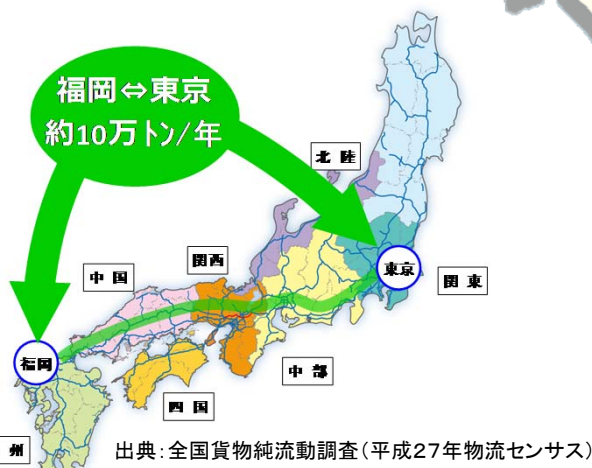 福岡⇔東京
約10万トン/年
北陸
関西
中国
東京
関東
福岡
中部
四国
州
出典:全国貨物純流動調査(平成27年物流センサス)